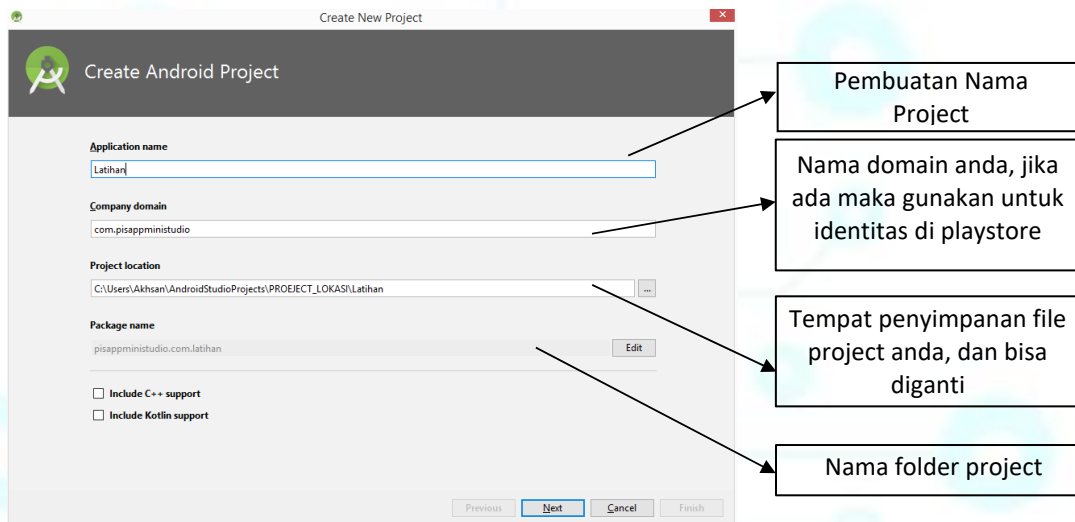 Create New Project
Create Android Project
Application name
Latihan
Company domain
com.pisappministudio
Project location
C:\Users\Akhsan\AndroidStudioProjects\PROEJECT_LOKASI\Latihan
...
Package name
pisappministudio.com.latihan
Edit
Include C++ support
Include Kotlin support
Previous
Next
Cancel
Finish
Pembuatan Nama
Project
Nama domain anda, jika
ada maka gunakan untuk
identitas di playstore
Tempat penyimpanan file
project anda, dan bisa
diganti
Nama folder project